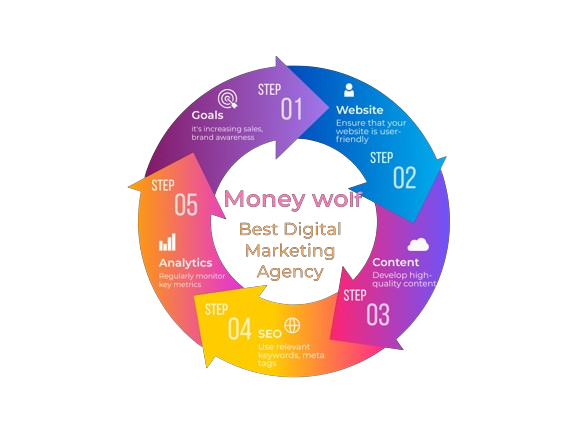 Money wolf
Best Digital
Marketing
Agency
STEP
01
Goals
it's increasing sales,
brand awareness
STEP
02
Website
Ensure that your
website is user-
friendly
STEP
03
Content
Develop high-
quality content
STEP
04
SEO
Use relevant
keywords, meta
tags
STEP
05
Analytics
Regularly monitor
key metrics